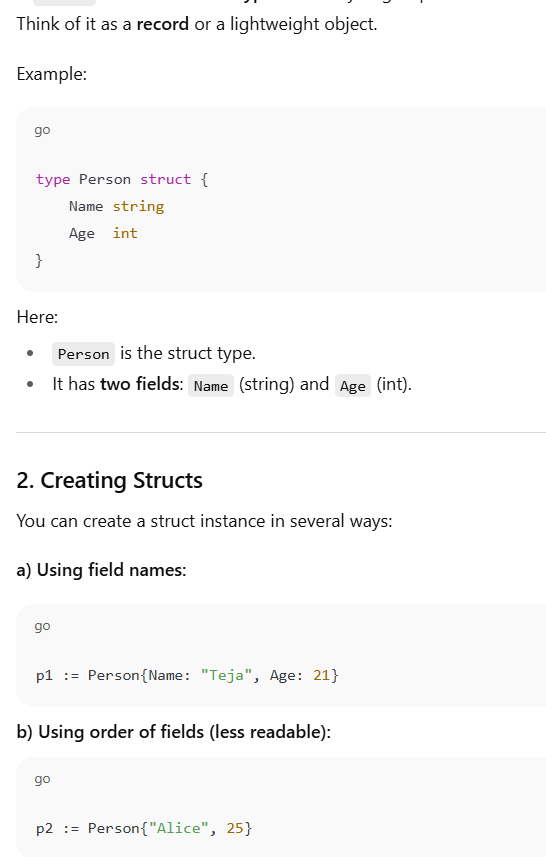 Think of it as a record or a lightweight object.
Example:
go
type Person struct {
    Name string
    Age  int
}
Here:
• Person is the struct type.
• It has two fields: Name (string) and Age (int).
2. Creating Structs
You can create a struct instance in several ways:
a) Using field names:
go
p1 := Person{Name: "Teja", Age: 21}
b) Using order of fields (less readable):
go
p2 := Person{"Alice", 25}